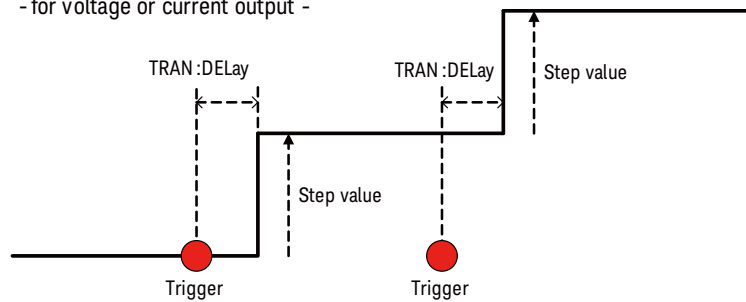 - for voltage or current output -
TRAN :DELay
TRAN :DELay
Step value
Step value
Trigger
Trigger